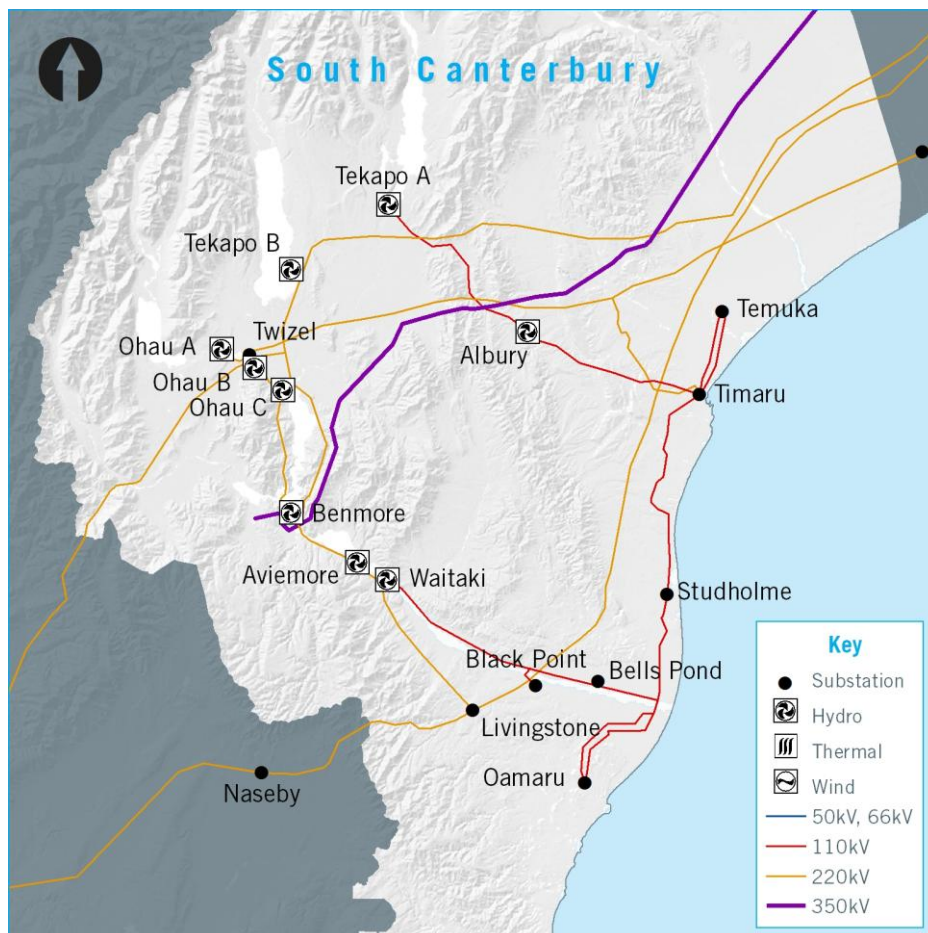 South Canterbury
Tekapo A
Tekapo B
Temuka
Twizel
Ohau A
Albury
Ohau B
Timaru
Ohau C
Benmore
Aviemore
Waitaki
Studholme
Black Point
Bells Pond
Livingstone
Oamaru
Naseby
Key
Substation
Hydro
Thermal
Wind
50kV, 66kV
110kV
220kV
350kV